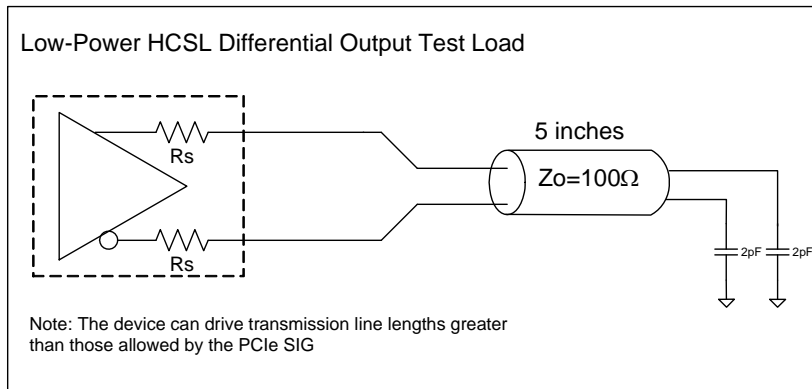 Low-Power HCSL Differential Output Test Load
Rs
Rs
5 inches
Zo=100Ω
2pF
2pF
Note: The device can drive transmission line lengths greater
than those allowed by the PCIe SIG